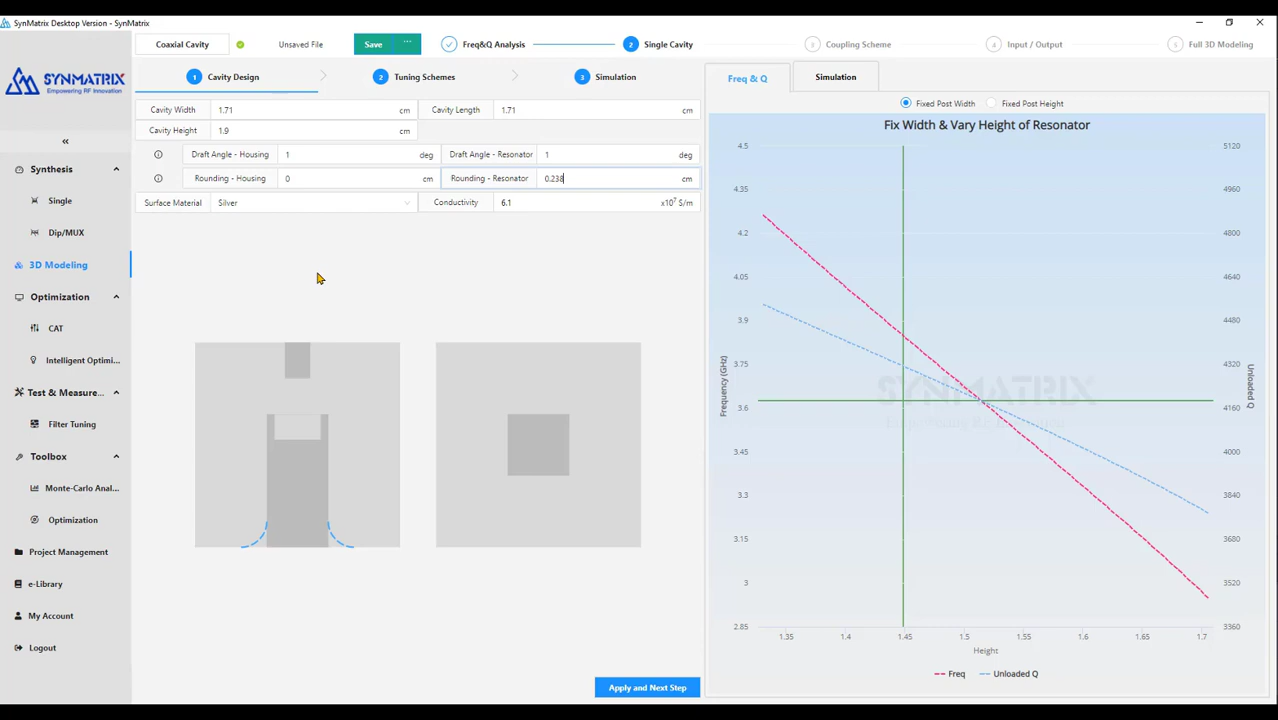 SynMatrix Desktop Version - SynMatrix
SYNMATRIX
Empowering RF Innovation
«
Synthesis
Single
Dip/MUX
3D Modeling
Optimization
CAT
Intelligent Optimi...
Test & Measure...
Filter Tuning
Toolbox
Monte-Carlo Anal...
Optimization
Project Management
e-Library
My Account
Logout
Coaxial Cavity
Unsaved File
Save ...
Freq&Q Analysis
2 Single Cavity
3 Coupling Scheme
4 Input / Output
5 Full 3D Modeling
1 Cavity Design
2 Tuning Schemes
3 Simulation
Cavity Width 1.71 cm Cavity Length 1.71 cm
Cavity Height 1.9 cm
Draft Angle - Housing 1 deg Draft Angle - Resonator 1 deg
Rounding - Housing 0 cm Rounding - Resonator 0.238 cm
Surface Material Silver Conductivity 6.1 x10⁷ S/m
Apply and Next Step
Freq & Q Simulation
Fixed Post Width Fixed Post Height
Fix Width & Vary Height of Resonator
4.5 5120
4.35 4960
4.2 4800
4.05 4640
3.9 4480
3.75 4320
3.6 4160
3.45 4000
3.3 3840
3.15 3680
3 3520
2.85 3360
Frequency (GHz)
Unloaded Q
SYNMATRIX
Empowering RF Innovation
1.35 1.4 1.45 1.5 1.55 1.6 1.65 1.7
Height
Freq Unloaded Q